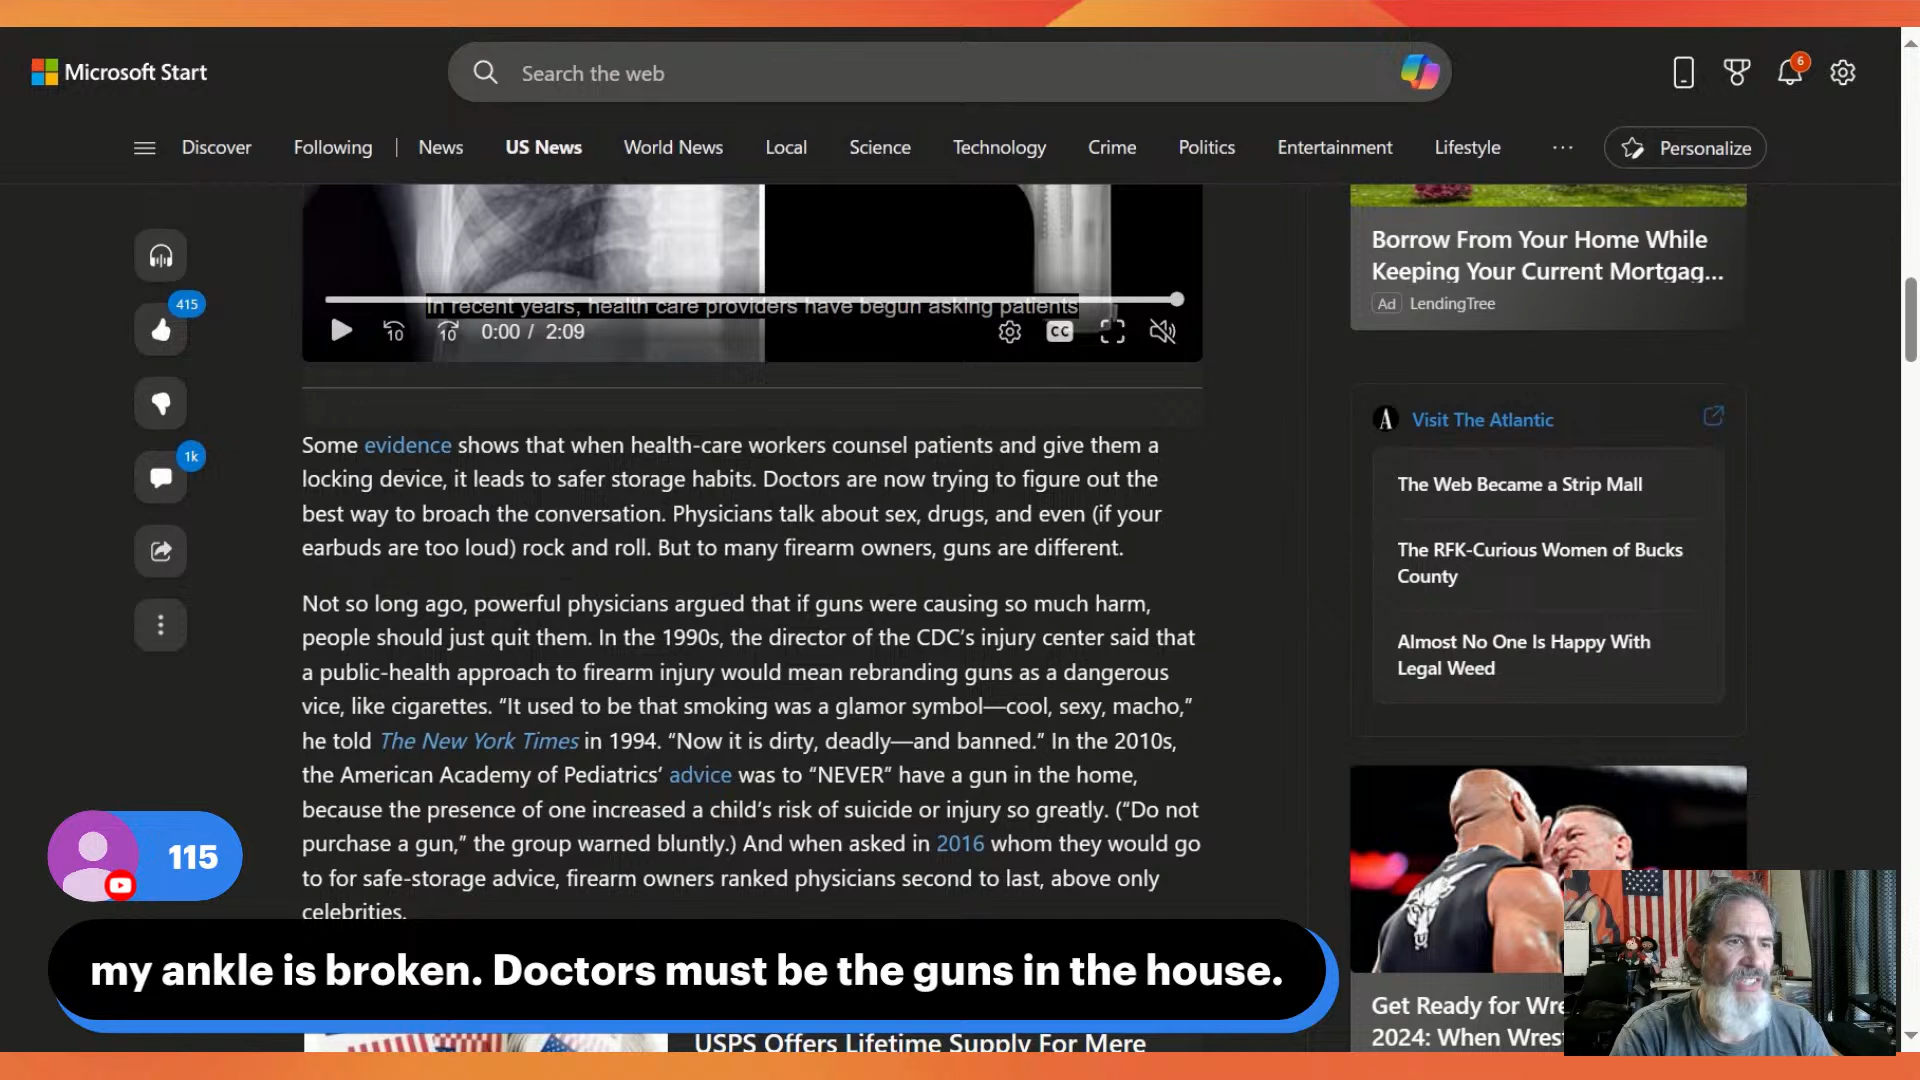 Microsoft Start
Search the web
6
Discover
Following
News
US News
World News
Local
Science
Technology
Crime
Politics
Entertainment
Lifestyle
Personalize
415
1k
In recent years, health care providers have begun asking patients
10
10
0:00 / 2:09
CC
Some evidence shows that when health-care workers counsel patients and give them a
locking device, it leads to safer storage habits. Doctors are now trying to figure out the
best way to broach the conversation. Physicians talk about sex, drugs, and even (if your
earbuds are too loud) rock and roll. But to many firearm owners, guns are different.
Not so long ago, powerful physicians argued that if guns were causing so much harm,
people should just quit them. In the 1990s, the director of the CDC’s injury center said that
a public-health approach to firearm injury would mean rebranding guns as a dangerous
vice, like cigarettes. “It used to be that smoking was a glamor symbol—cool, sexy, macho,”
he told The New York Times in 1994. “Now it is dirty, deadly—and banned.” In the 2010s,
the American Academy of Pediatrics’ advice was to “NEVER” have a gun in the home,
because the presence of one increased a child’s risk of suicide or injury so greatly. (“Do not
purchase a gun,” the group warned bluntly.) And when asked in 2016 whom they would go
to for safe-storage advice, firearm owners ranked physicians second to last, above only
celebrities.
Borrow From Your Home While
Keeping Your Current Mortgag...
Ad LendingTree
Visit The Atlantic
The Web Became a Strip Mall
The RFK-Curious Women of Bucks
County
Almost No One Is Happy With
Legal Weed
Get Ready for Wre
2024: When Wres
115
my ankle is broken. Doctors must be the guns in the house.
USPS Offers Lifetime Supply For Mere